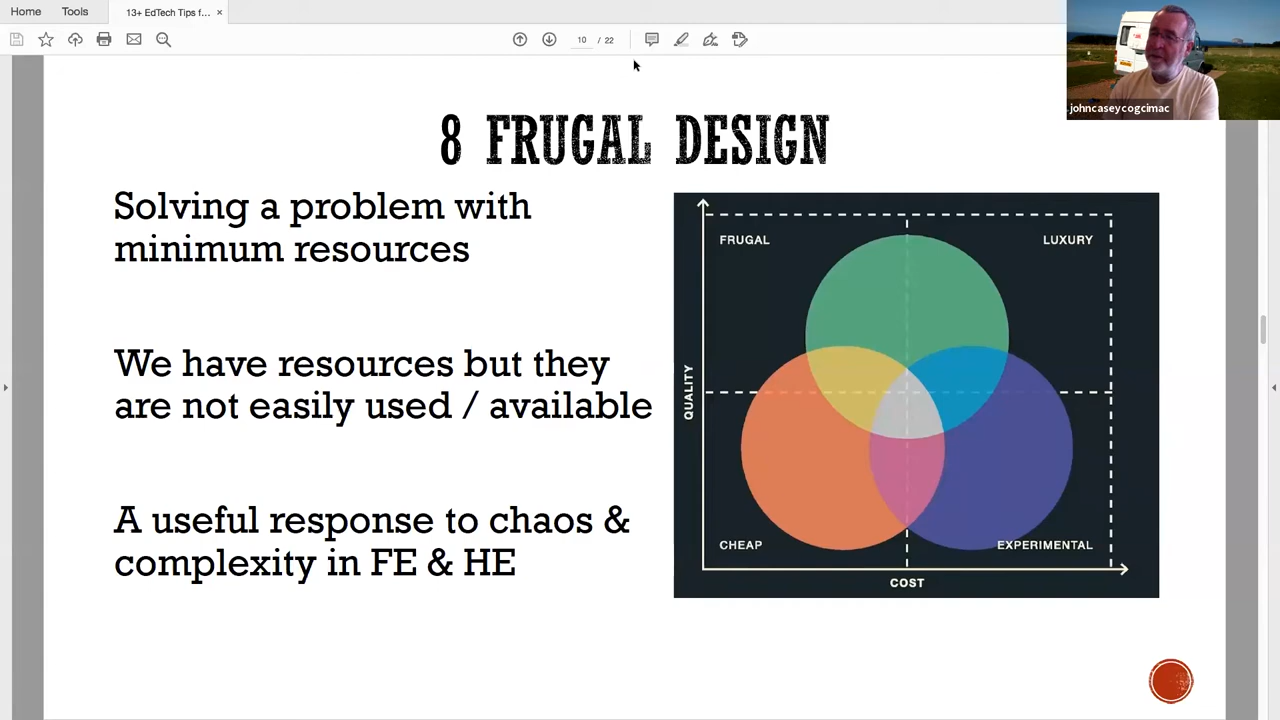 Home
Tools
13+ EdTech Tips f...
×
10 / 22
johncaseycogcimac
8 FRUGAL DESIGN
Solving a problem with
minimum resources
We have resources but they
are not easily used / available
A useful response to chaos &
complexity in FE & HE
FRUGAL
LUXURY
QUALITY
CHEAP
EXPERIMENTAL
COST